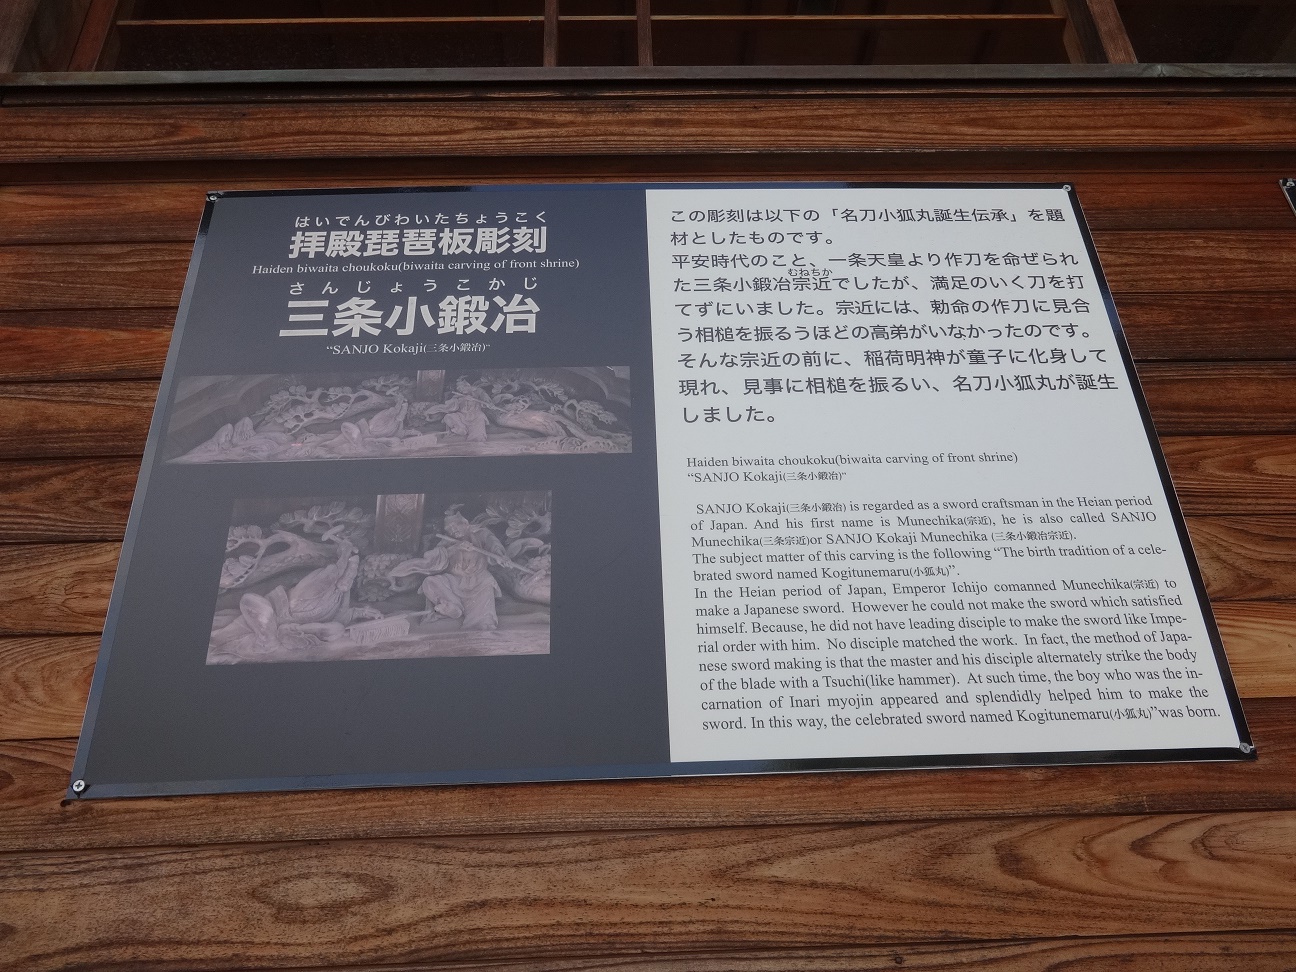 はいでんびわいたちょうこく
拝殿琵琶板彫刻
Haiden biwaita choukoku(biwaita carving of front shrine)
さんじょうこかじ
三条小鍛冶
“SANJO Kokaji(三条小鍛冶)”
この彫刻は以下の「名刀小狐丸誕生伝承」を題
材としたものです。
平安時代のこと、一条天皇より作刀を命ぜられ
むねちか
た三条小鍛冶宗近でしたが、満足のいく刀を打
てずにいました。宗近には、勅命の作刀に見合
う相槌を振るうほどの高弟がいなかったのです。
そんな宗近の前に、稲荷明神が童子に化身して
現れ、見事に相槌を振るい、名刀小狐丸が誕生
しました。
Haiden biwaita choukoku(biwaita carving of front shrine)
“SANJO Kokaji(三条小鍛冶)”
SANJO Kokaji(三条小鍛冶) is regarded as a sword craftsman in the Heian period
of Japan. And his first name is Munechika(宗近), he is also called SANJO
Munechika(三条宗近)or SANJO Kokaji Munechika (三条小鍛冶宗近).
The subject matter of this carving is the following “The birth tradition of a cele-
brated sword named Kogitunemaru(小狐丸)”.
In the Heian period of Japan, Emperor Ichijo comanned Munechika(宗近) to
make a Japanese sword. However he could not make the sword which satisfied
himself. Because, he did not have leading disciple to make the sword like Impe-
rial order with him. No disciple matched the work. In fact, the method of Japa-
nese sword making is that the master and his disciple alternately strike the body
of the blade with a Tsuchi(like hammer). At such time, the boy who was the in-
carnation of Inari myojin appeared and splendidly helped him to make the
sword. In this way, the celebrated sword named Kogitunemaru(小狐丸)”was born.